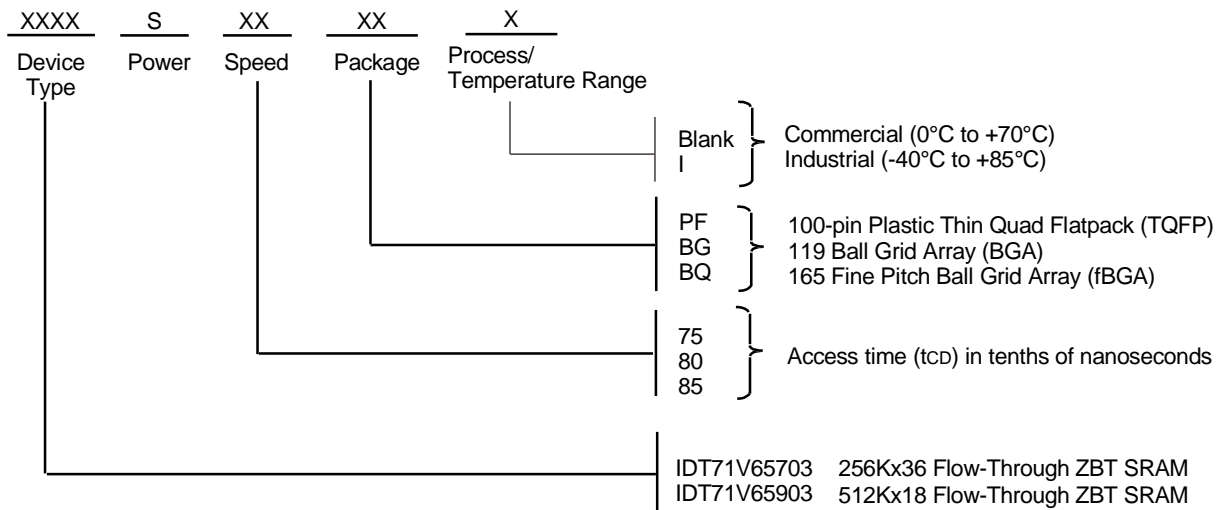 XXXX S XX XX X
Device Type Power Speed Package Process/ Temperature Range
Blank Commercial (0°C to +70°C)
I Industrial (-40°C to +85°C)
PF 100-pin Plastic Thin Quad Flatpack (TQFP)
BG 119 Ball Grid Array (BGA)
BQ 165 Fine Pitch Ball Grid Array (fBGA)
75
80 Access time (tCD) in tenths of nanoseconds
85
IDT71V65703 256Kx36 Flow-Through ZBT SRAM
IDT71V65903 512Kx18 Flow-Through ZBT SRAM